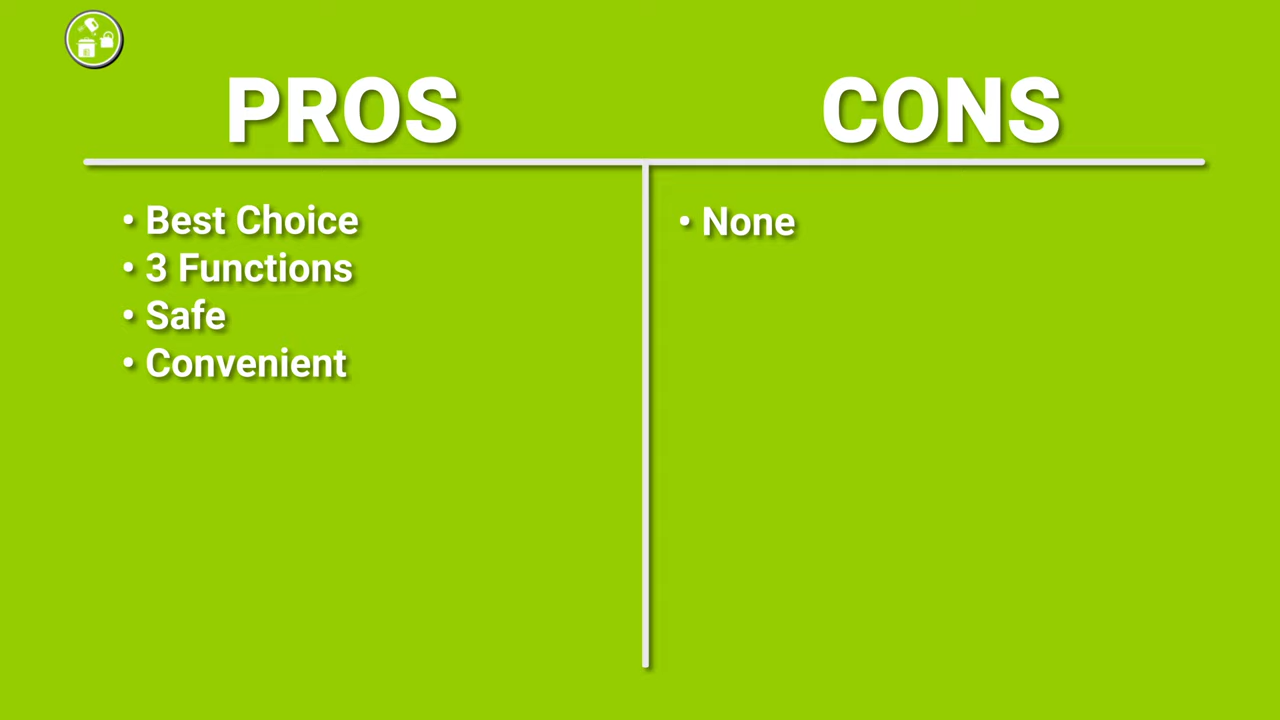 PROS
CONS
• Best Choice
• 3 Functions
• Safe
• Convenient
• None